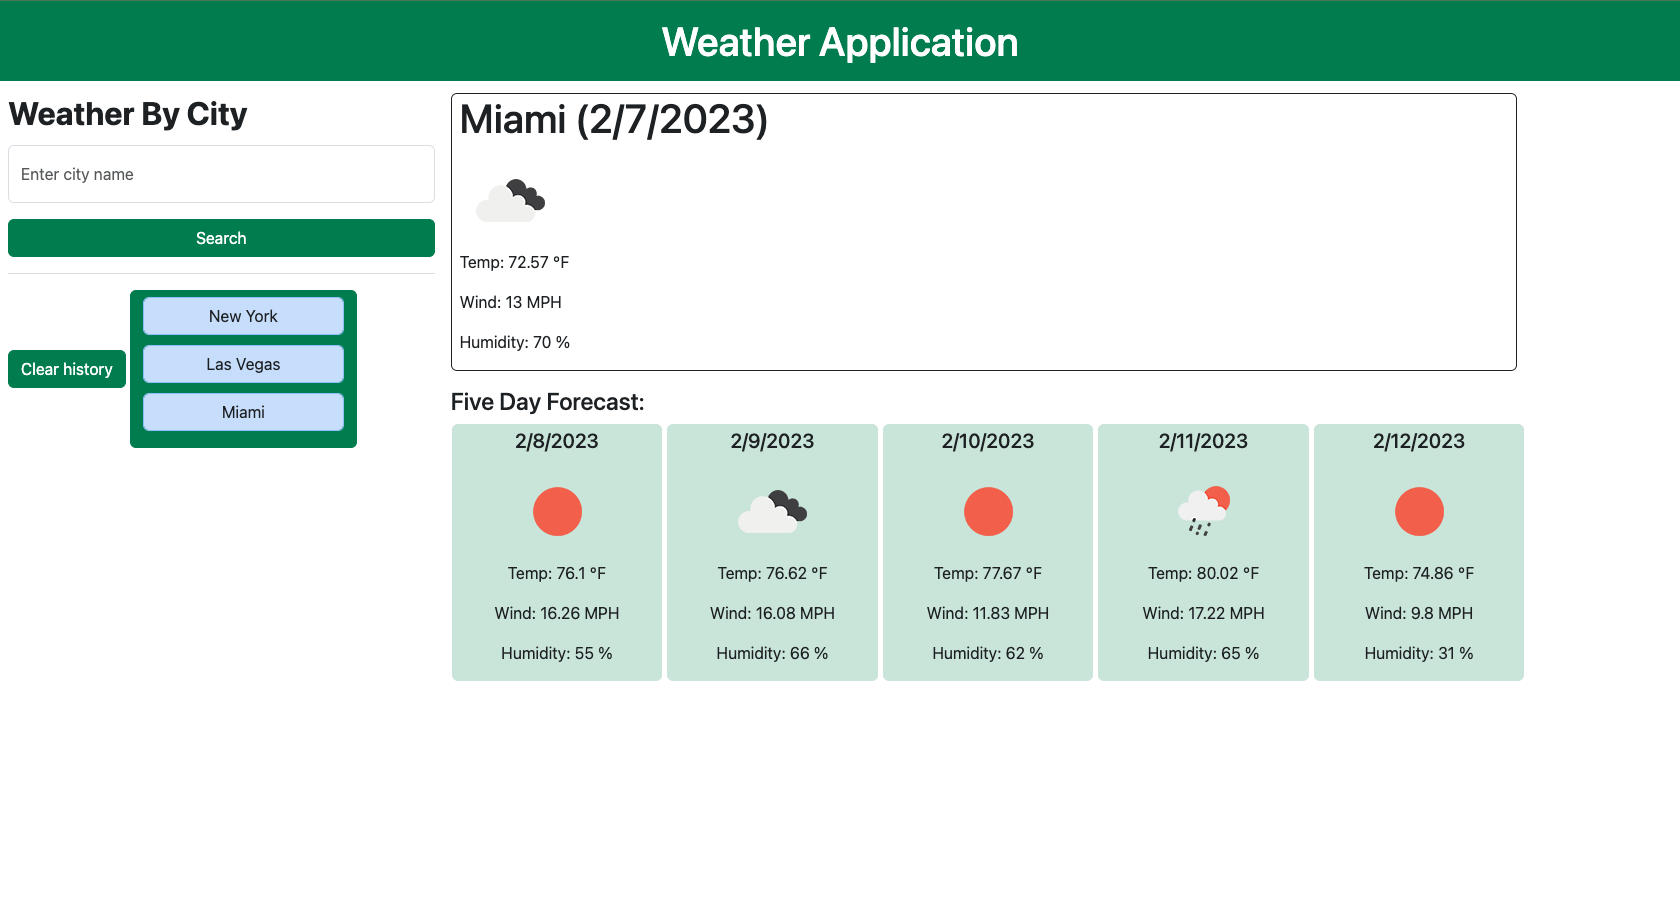 Weather Application
Weather By City
Enter city name
Search
Clear history
New York
Las Vegas
Miami
Miami (2/7/2023)
Temp: 72.57 °F
Wind: 13 MPH
Humidity: 70 %
Five Day Forecast:
2/8/2023
Temp: 76.1 °F
Wind: 16.26 MPH
Humidity: 55 %
2/9/2023
Temp: 76.62 °F
Wind: 16.08 MPH
Humidity: 66 %
2/10/2023
Temp: 77.67 °F
Wind: 11.83 MPH
Humidity: 62 %
2/11/2023
Temp: 80.02 °F
Wind: 17.22 MPH
Humidity: 65 %
2/12/2023
Temp: 74.86 °F
Wind: 9.8 MPH
Humidity: 31 %